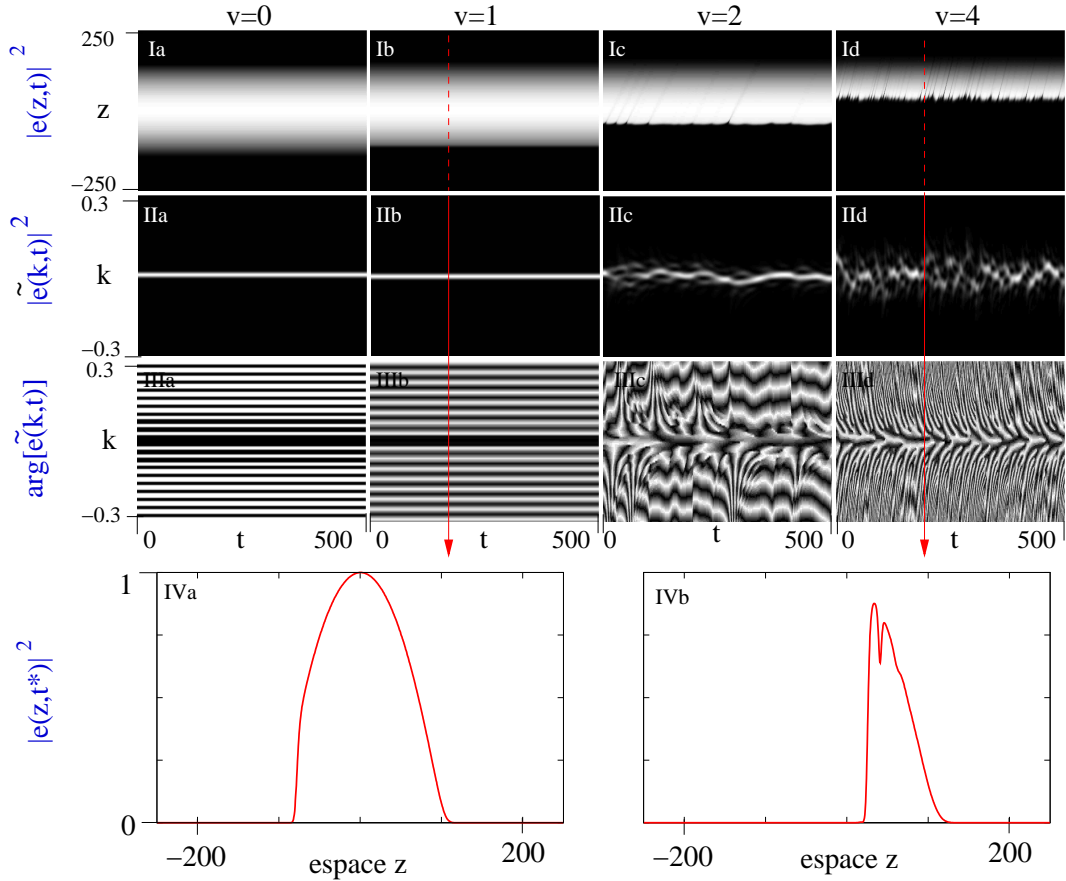 v=0 v=1 v=2 v=4
250
Ia Ib Ic Id
|e(z,t)|²
z
−250
0.3
IIa IIb IIc IId
|ẽ(k,t)|²
k
−0.3
0.3
IIIa IIIb IIIc IIId
arg[ẽ(k,t)]
k
−0.3
0 t 500 0 t 500 0 t 500 0 t 500
1
IVa IVb
|e(z,t*)|²
0
−200 200 −200 200
espace z espace z